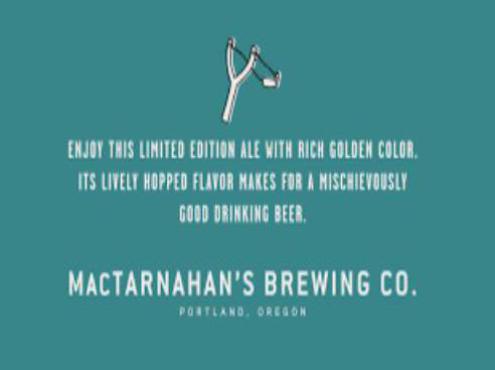 ENJOY THIS LIMITED EDITION ALE WITH RICH GOLDEN COLOR.
ITS LIVELY HOPPED FLAVOR MAKES FOR A MISCHIEVOUSLY
GOOD DRINKING BEER.
MACTARNAHAN'S BREWING CO.
PORTLAND, OREGON